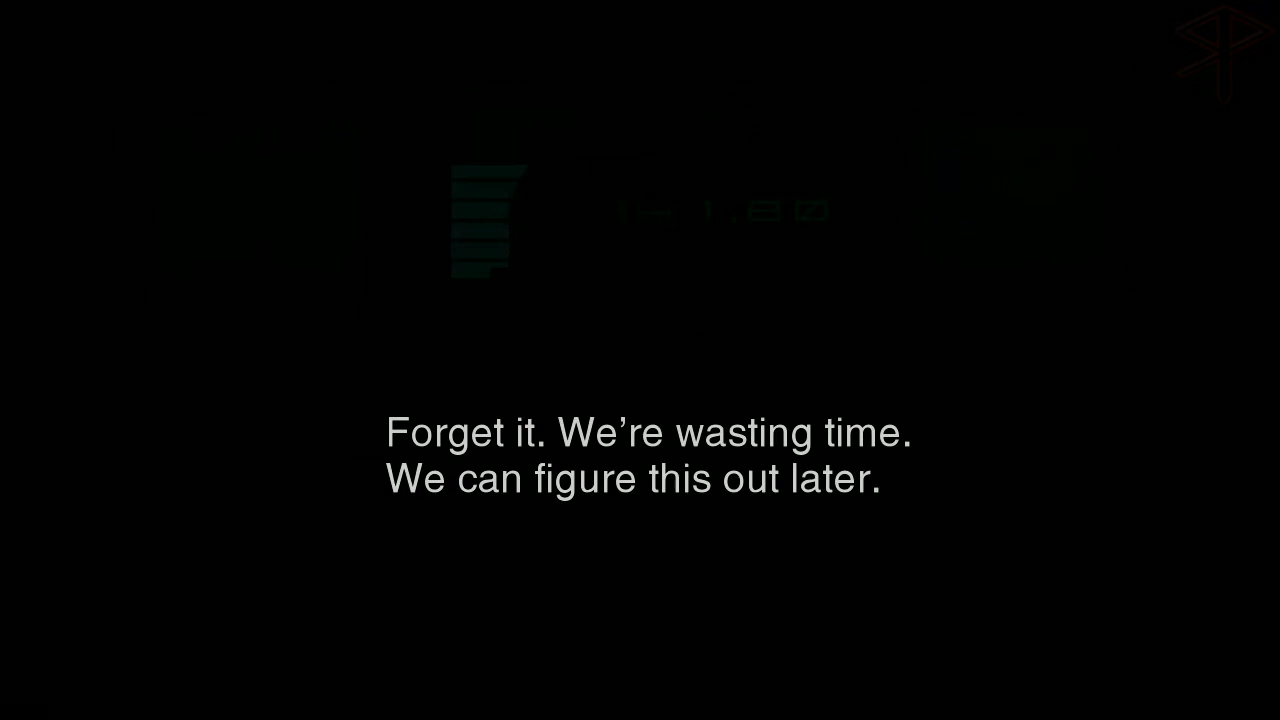 Forget it. We’re wasting time.
We can figure this out later.